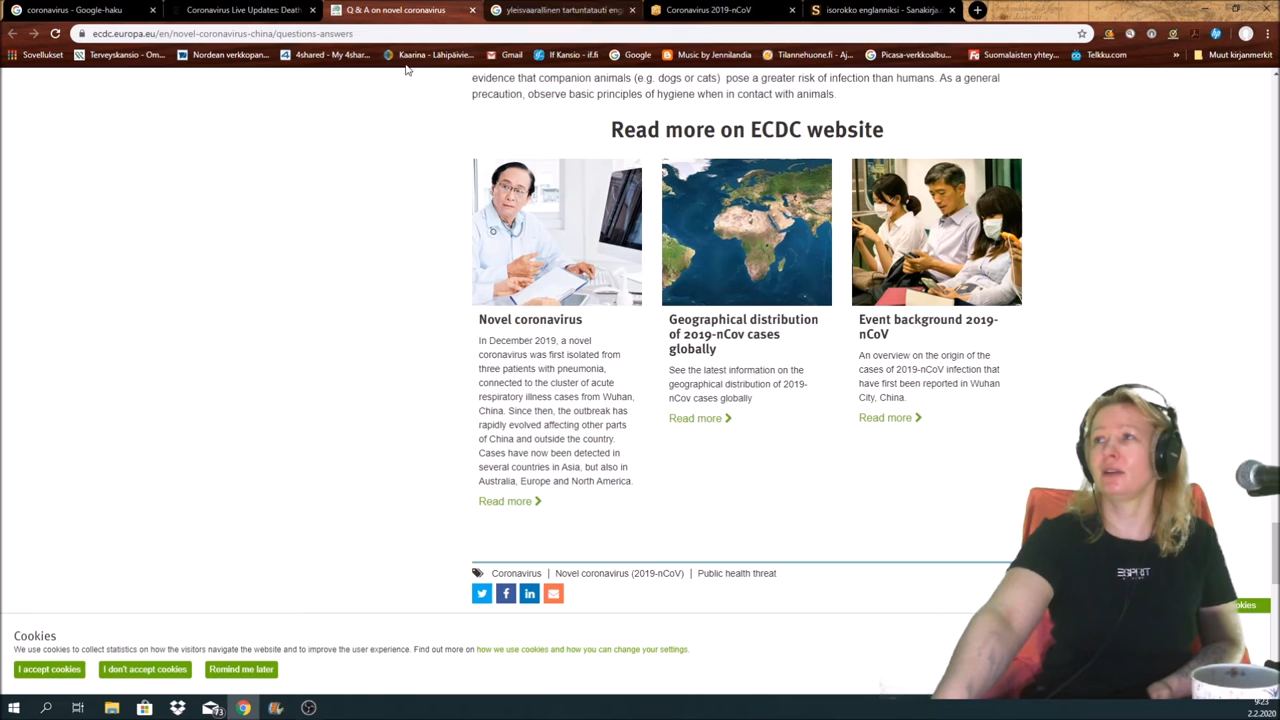 coronavirus - Google-haku
Coronavirus Live Updates: Death
Q & A on novel coronavirus
yleisvaarallinen tartuntatauti eng
Coronavirus 2019-nCoV
isorokko englanniksi - Sanakirja.
ecdc.europa.eu/en/novel-coronavirus-china/questions-answers
Sovellukset
Terveyskanta - Om...
Nordean verkkopan...
4shared - My 4shar...
Kaarina - Lähipäivie...
Gmail
If Kansio - if.fi
Google
Music by Jennilandia
Tilannehuone.fi - Aj...
Picasa-verkkoalbu...
Suomalaisten yhtey...
Telkku.com
»
Muut kirjanmerkit
evidence that companion animals (e.g. dogs or cats) pose a greater risk of infection than humans. As a general
precaution, observe basic principles of hygiene when in contact with animals.
Read more on ECDC website
Novel coronavirus
In December 2019, a novel
coronavirus was first isolated from
three patients with pneumonia,
connected to the cluster of acute
respiratory illness cases from Wuhan,
China. Since then, the outbreak has
rapidly evolved affecting other parts
of China and outside the country.
Cases have now been detected in
several countries in Asia, but also in
Australia, Europe and North America.
Read more
Geographical distribution
of 2019-nCov cases
globally
See the latest information on the
geographical distribution of 2019-
nCov cases globally
Read more
Event background 2019-
nCoV
An overview on the origin of the
cases of 2019-nCoV infection that
have first been reported in Wuhan
City, China.
Read more
Coronavirus | Novel coronavirus (2019-nCoV) | Public health threat
ESPRIT
okies
Cookies
We use cookies to collect statistics on how the visitors navigate the website and to improve the user experience. Find out more on how we use cookies and how you can change your settings.
I accept cookies
I don't accept cookies
Remind me later
73
9:23
2.2.2020